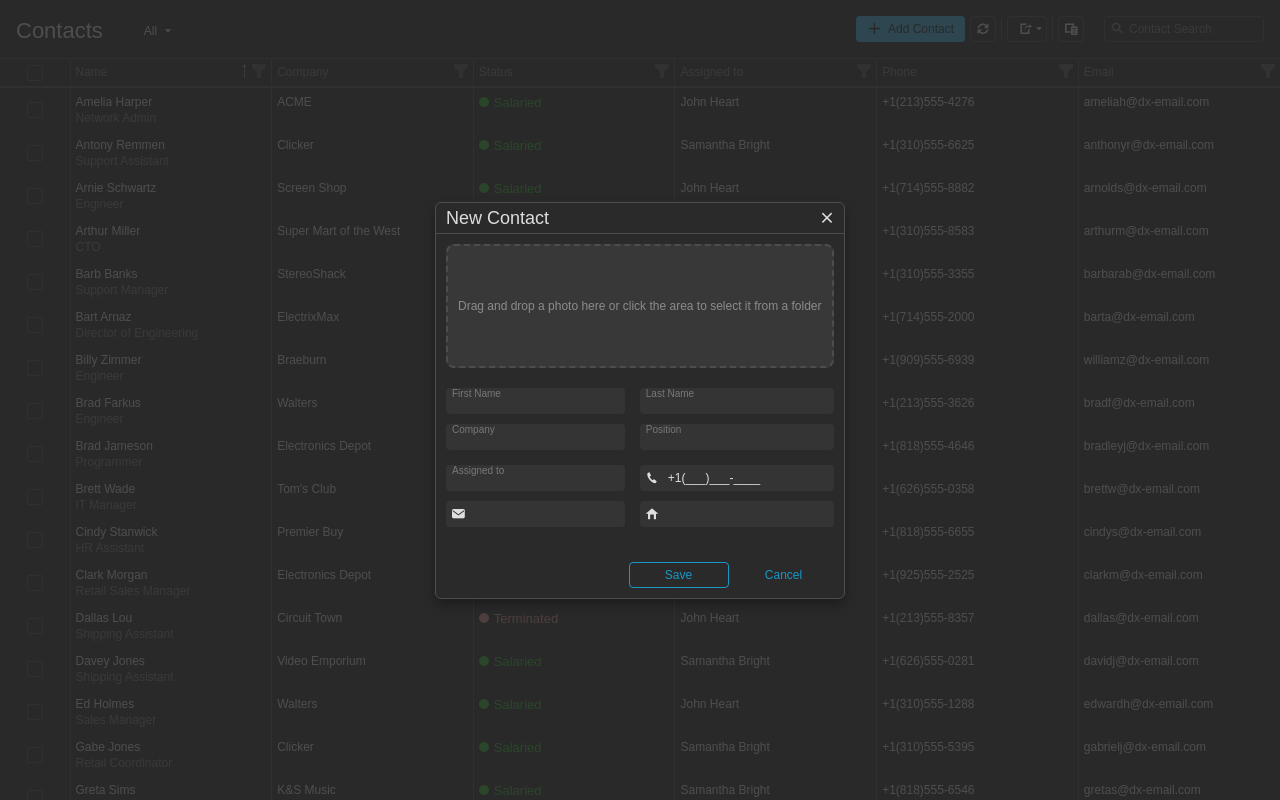 Contacts
All
Add Contact
Contact Search
Name Company Status Assigned to Phone Email
Amelia Harper ACME Salaried John Heart +1(213)555-4276 ameliah@dx-email.com
Network Admin
Antony Remmen Clicker Salaried Samantha Bright +1(310)555-6625 anthonyr@dx-email.com
Support Assistant
Arnie Schwartz Screen Shop Salaried John Heart +1(714)555-8882 arnolds@dx-email.com
Engineer
Arthur Miller Super Mart of the West +1(310)555-8583 arthurm@dx-email.com
CTO
Barb Banks StereoShack +1(310)555-3355 barbarab@dx-email.com
Support Manager
Bart Arnaz ElectrixMax +1(714)555-2000 barta@dx-email.com
Director of Engineering
Billy Zimmer Braeburn +1(909)555-6939 williamz@dx-email.com
Engineer
Brad Farkus Walters +1(213)555-3626 bradf@dx-email.com
Engineer
Brad Jameson Electronics Depot +1(818)555-4646 bradleyj@dx-email.com
Programmer
Brett Wade Tom's Club +1(626)555-0358 brettw@dx-email.com
IT Manager
Cindy Stanwick Premier Buy +1(818)555-6655 cindys@dx-email.com
HR Assistant
Clark Morgan Electronics Depot +1(925)555-2525 clarkm@dx-email.com
Retail Sales Manager
Dallas Lou Circuit Town Terminated John Heart +1(213)555-8357 dallas@dx-email.com
Shipping Assistant
Davey Jones Video Emporium Salaried Samantha Bright +1(626)555-0281 davidj@dx-email.com
Shipping Assistant
Ed Holmes Walters Salaried John Heart +1(310)555-1288 edwardh@dx-email.com
Sales Manager
Gabe Jones Clicker Salaried Samantha Bright +1(310)555-5395 gabrielj@dx-email.com
Retail Coordinator
Greta Sims K&S Music Salaried Samantha Bright +1(818)555-6546 gretas@dx-email.com
New Contact
Drag and drop a photo here or click the area to select it from a folder
First Name Last Name
Company Position
Assigned to +1(___)___-____
Save Cancel